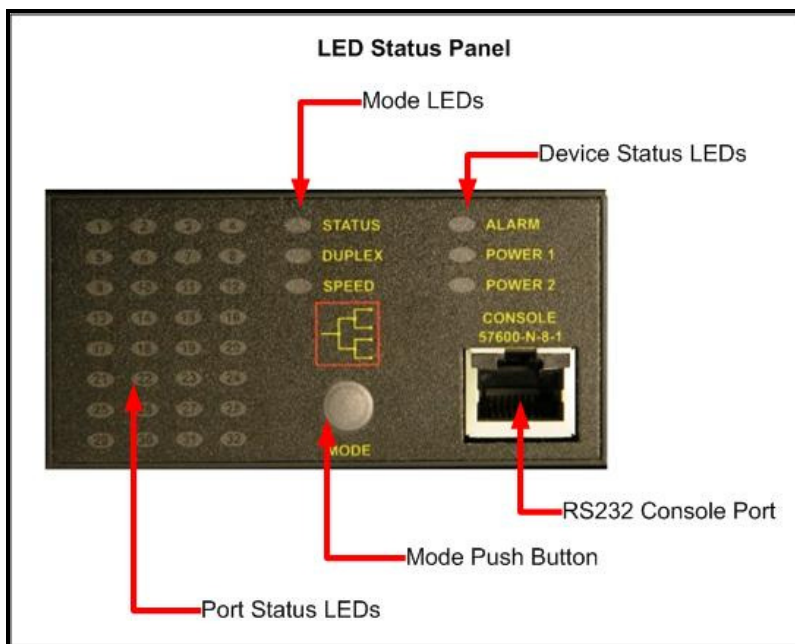 LED Status Panel
Mode LEDs
Device Status LEDs
1 2 3 4
STATUS
ALARM
5 6 7 8
DUPLEX
POWER 1
9 10 11 12
SPEED
POWER 2
13 14 15 16
CONSOLE
57600-N-8-1
17 18 19 20
21 22 23 24
25 26 27 28
29 30 31 32
MODE
RS232 Console Port
Mode Push Button
Port Status LEDs